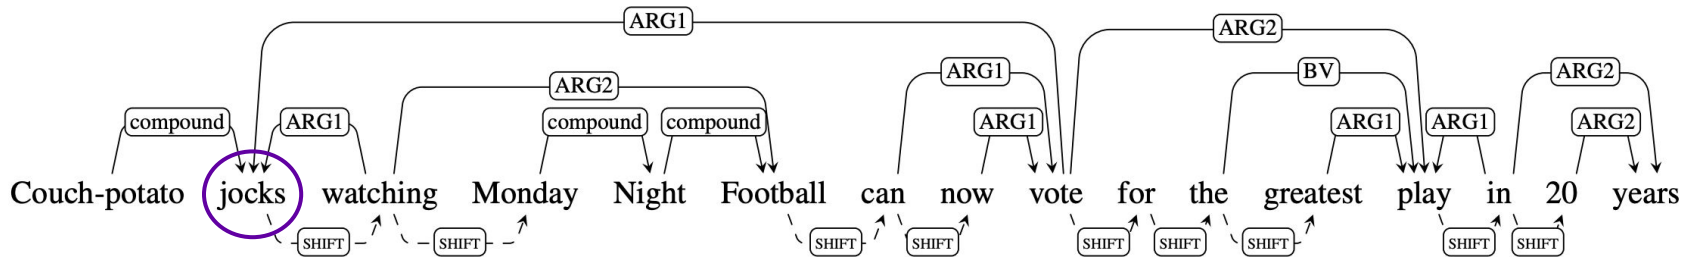 ARG1
ARG2
ARG1 BV ARG2
ARG2
compound ARG1 compound compound ARG1 ARG1 ARG1 ARG2
Couch-potato jocks watching Monday Night Football can now vote for the greatest play in 20 years
SHIFT SHIFT SHIFT SHIFT SHIFT SHIFT SHIFT SHIFT SHIFT